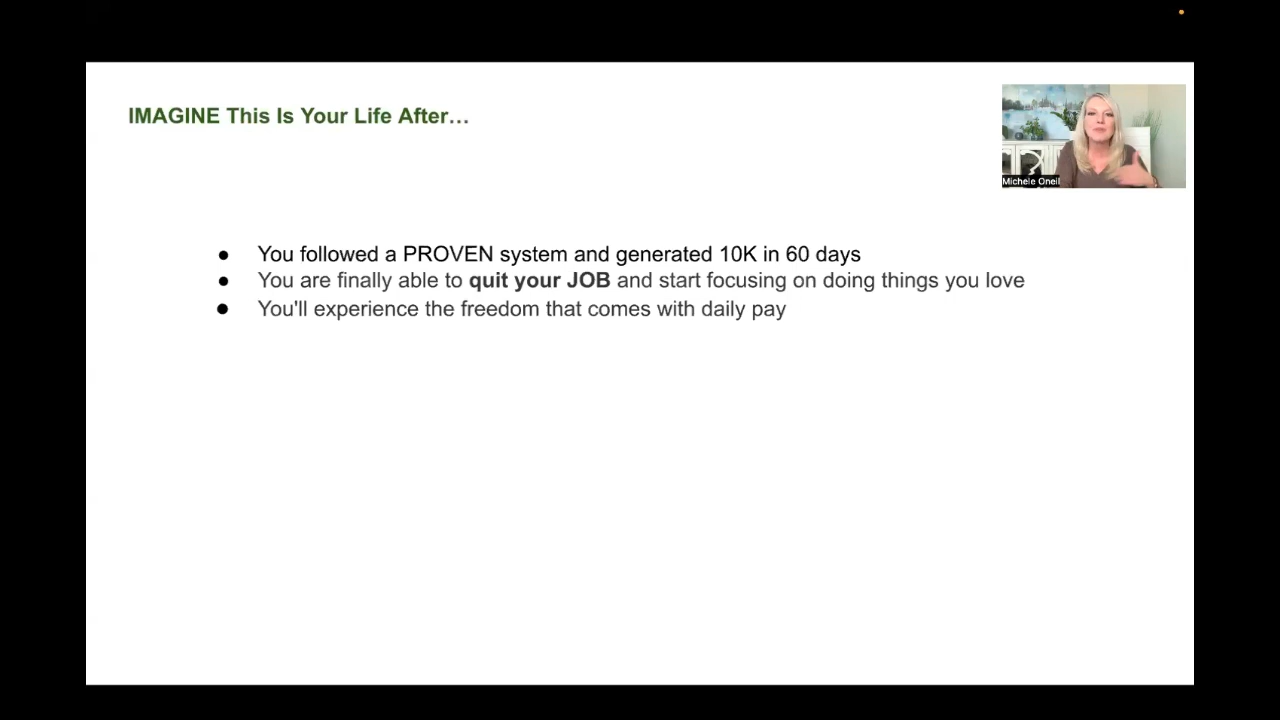 IMAGINE This Is Your Life After…
Michele Oneil
● You followed a PROVEN system and generated 10K in 60 days
● You are finally able to quit your JOB and start focusing on doing things you love
● You'll experience the freedom that comes with daily pay